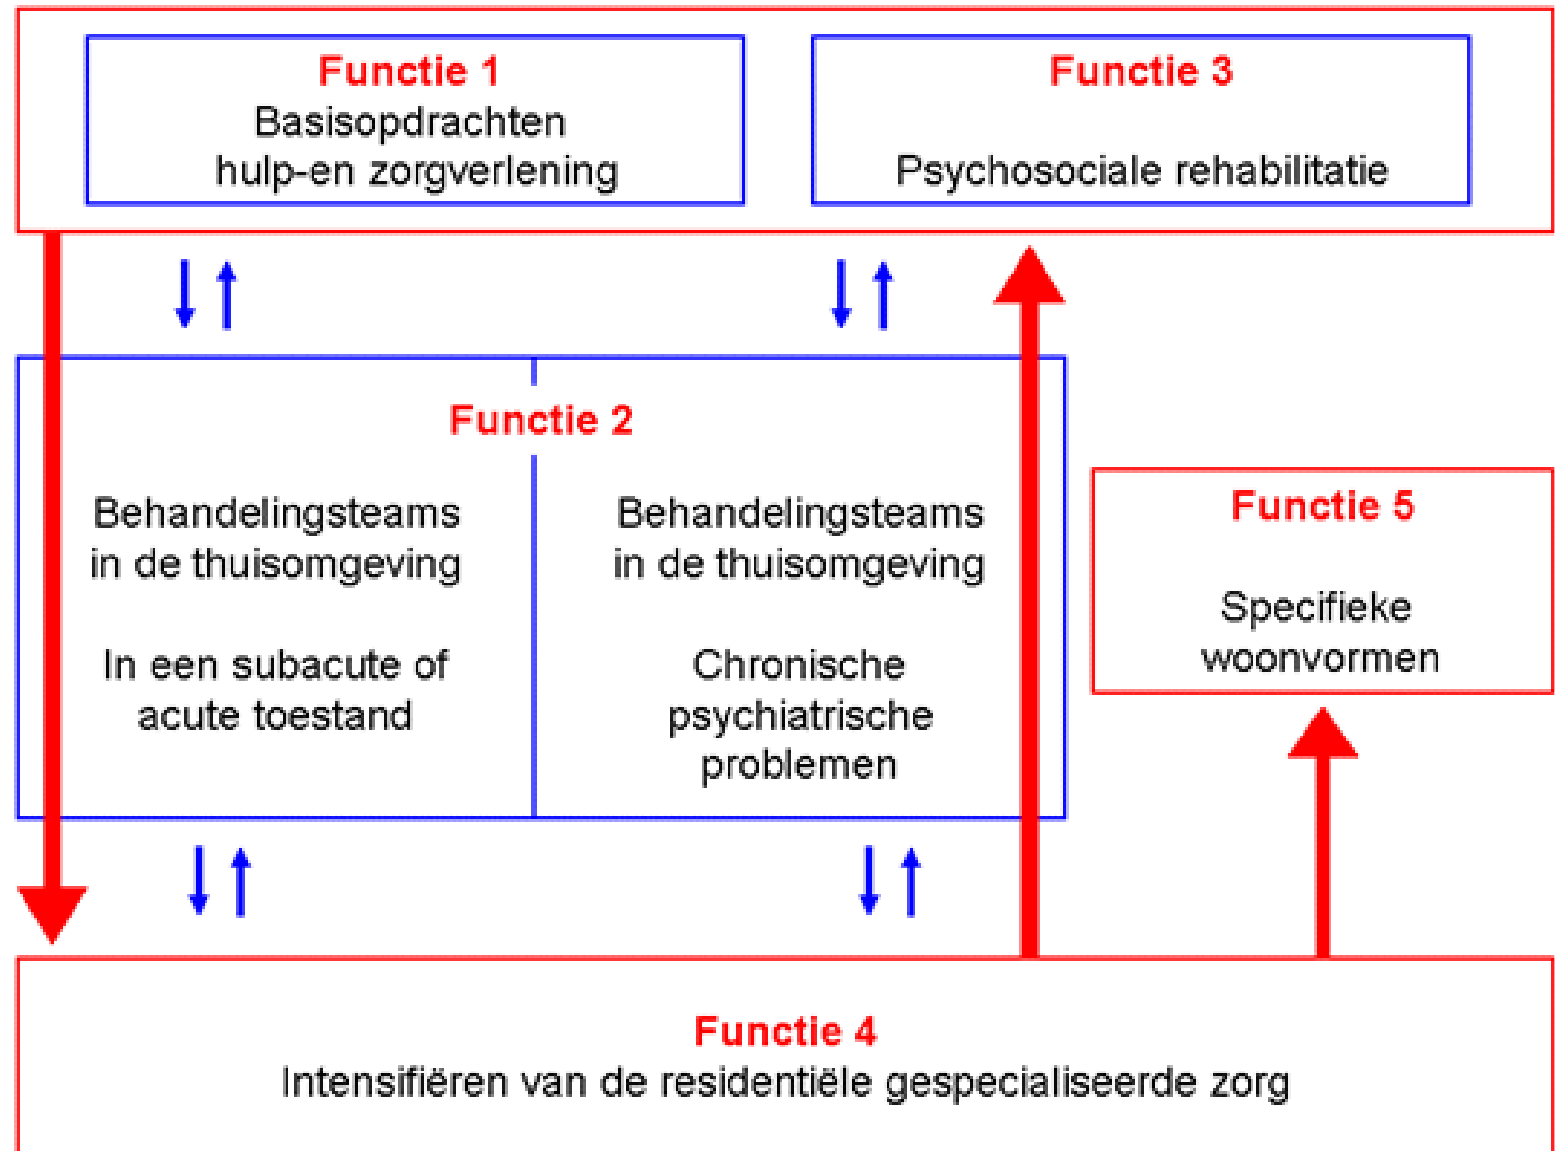 Functie 1
Basisopdrachten
hulp-en zorgverlening
Functie 3
Psychosociale rehabilitatie
Functie 2
Behandelingsteams
in de thuisomgeving
In een subacute of
acute toestand
Behandelingsteams
in de thuisomgeving
Chronische
psychiatrische
problemen
Functie 5
Specifieke
woonvormen
Functie 4
Intensifiëren van de residentiële gespecialiseerde zorg